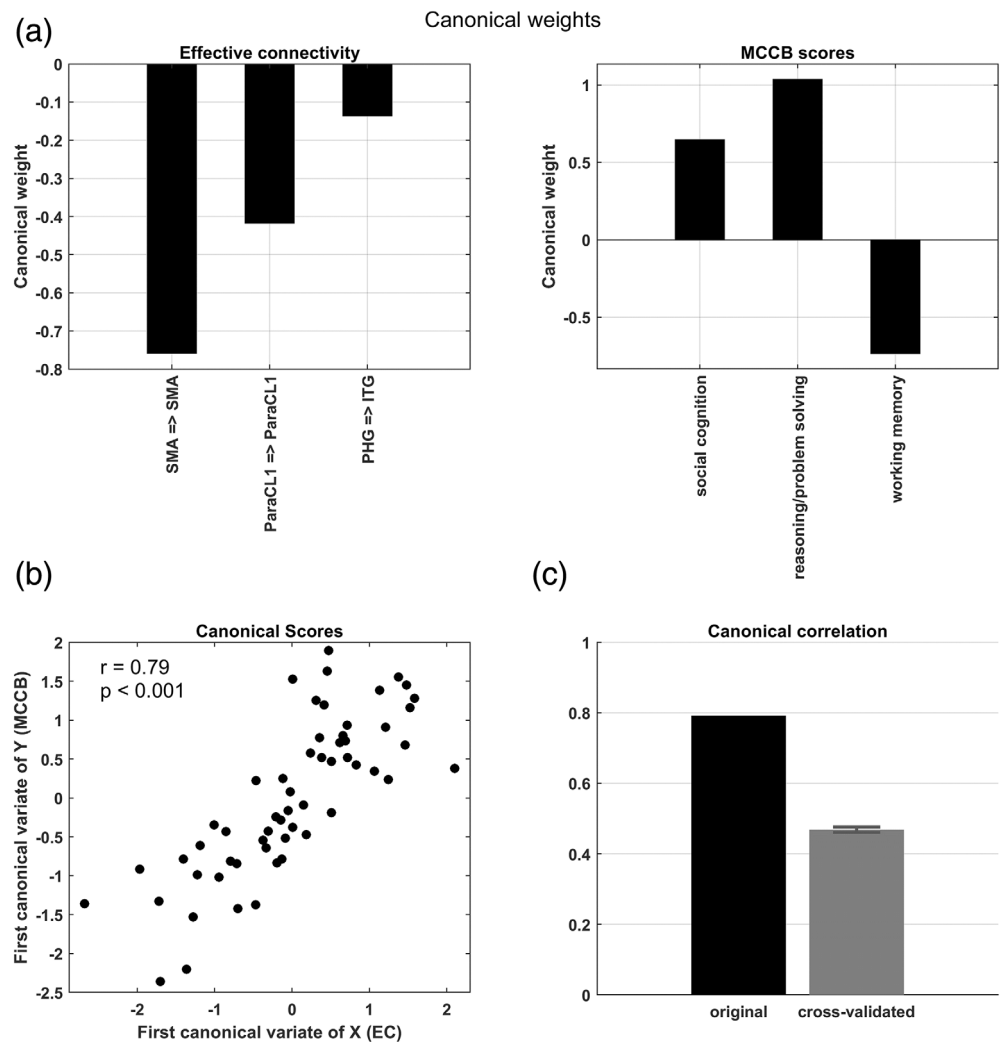 Canonical weights
(a)
Effective connectivity
0
-0.1
-0.2
-0.3
-0.4
-0.5
-0.6
-0.7
-0.8
Canonical weight
SMA => SMA
ParaCL1 => ParaCL1
PHG => ITG
MCCB scores
1
0.5
0
-0.5
Canonical weight
social cognition
reasoning/problem solving
working memory
(b)
Canonical Scores
r = 0.79
p < 0.001
2
1.5
1
0.5
0
-0.5
-1
-1.5
-2
-2.5
First canonical variate of Y (MCCB)
-2
-1
0
1
2
First canonical variate of X (EC)
(c)
Canonical correlation
1
0.8
0.6
0.4
0.2
0
original
cross-validated